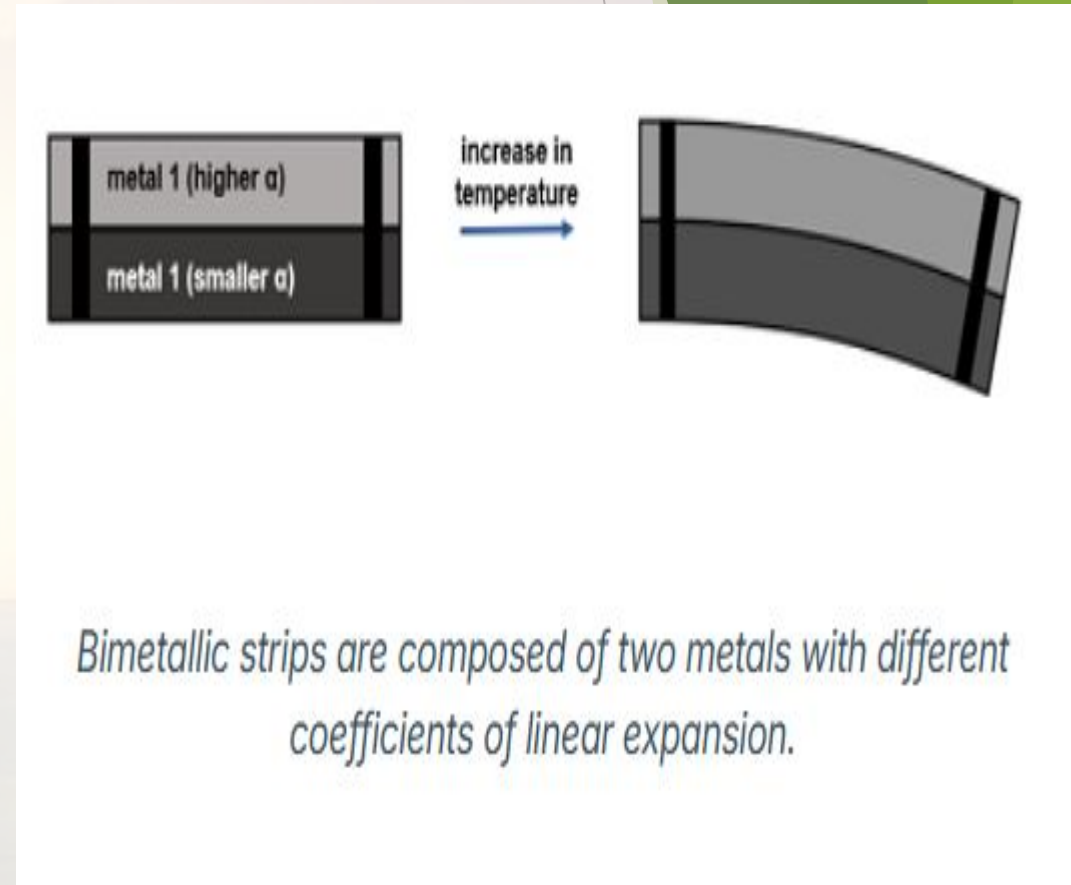 metal 1 (higher α)
metal 1 (smaller α)
increase in
temperature
Bimetallic strips are composed of two metals with different
coefficients of linear expansion.